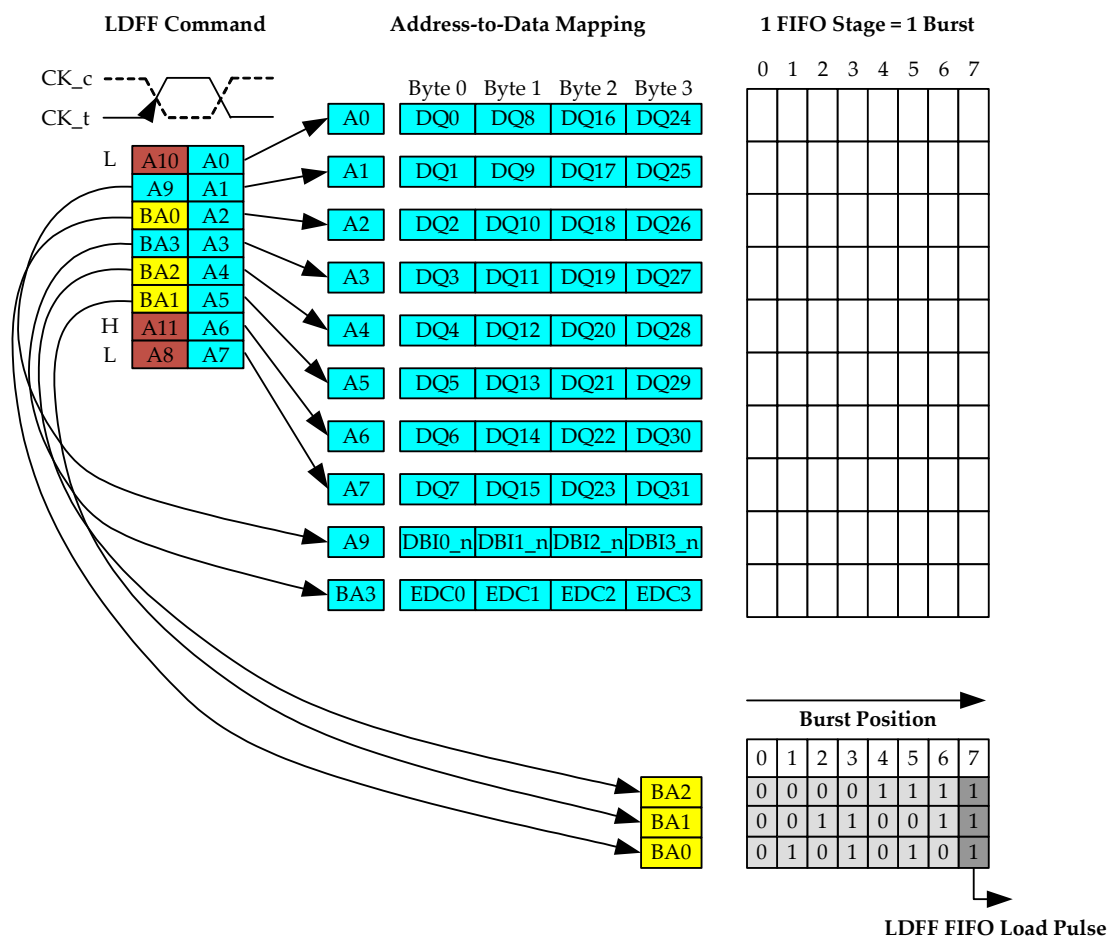 LDFF Command
Address-to-Data Mapping
1 FIFO Stage = 1 Burst
CK_c
CK_t
L A10 A0
A9 A1
BA0 A2
BA3 A3
BA2 A4
BA1 A5
H A11 A6
L A8 A7
Byte 0 Byte 1 Byte 2 Byte 3
A0 DQ0 DQ8 DQ16 DQ24
A1 DQ1 DQ9 DQ17 DQ25
A2 DQ2 DQ10 DQ18 DQ26
A3 DQ3 DQ11 DQ19 DQ27
A4 DQ4 DQ12 DQ20 DQ28
A5 DQ5 DQ13 DQ21 DQ29
A6 DQ6 DQ14 DQ22 DQ30
A7 DQ7 DQ15 DQ23 DQ31
A9 DBI0_n DBI1_n DBI2_n DBI3_n
BA3 EDC0 EDC1 EDC2 EDC3
0 1 2 3 4 5 6 7
Burst Position
0 1 2 3 4 5 6 7
BA2 0 0 0 0 1 1 1 1
BA1 0 0 1 1 0 0 1 1
BA0 0 1 0 1 0 1 0 1
LDFF FIFO Load Pulse